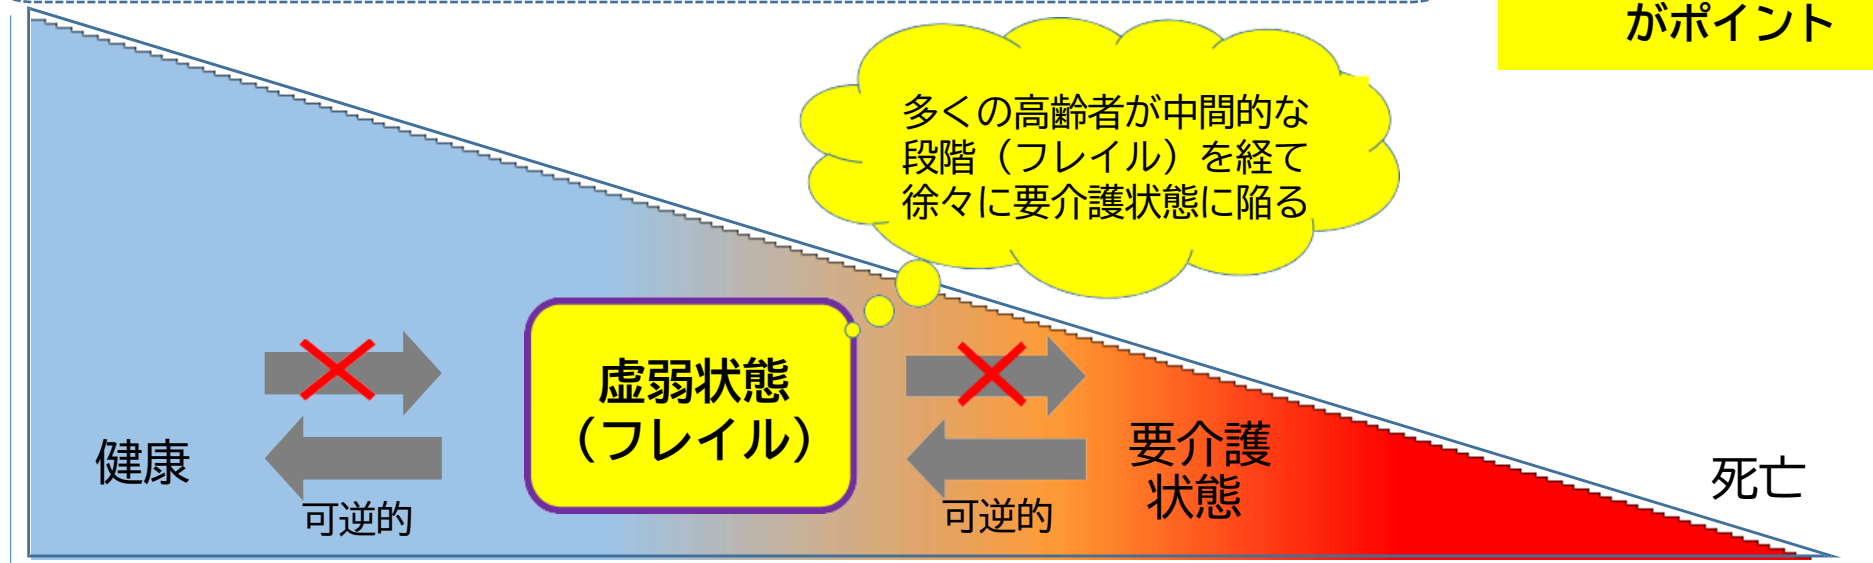 がポイント
多くの高齢者が中間的な
段階（フレイル）を経て
徐々に要介護状態に陥る
虚弱状態
（フレイル）
健康
可逆的
可逆的
要介護
状態
死亡